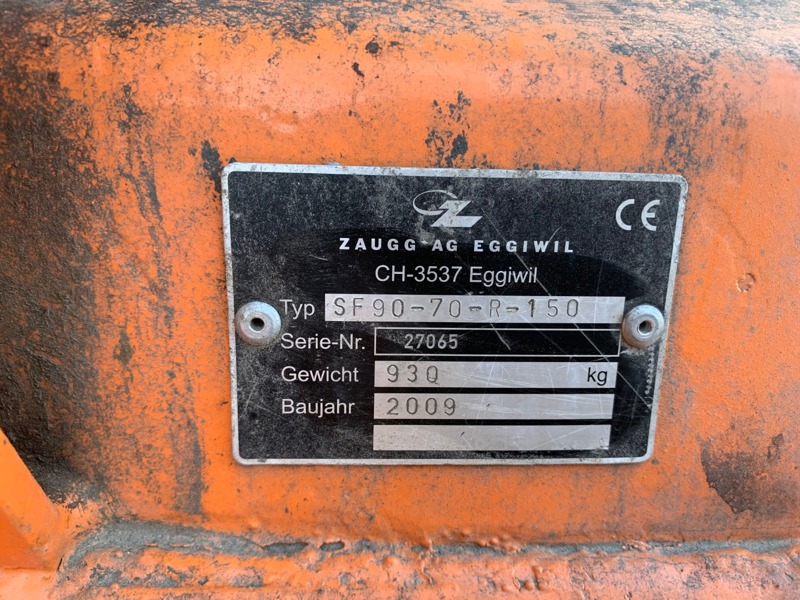 Z
CE
ZAUGG AG EGGIWIL
CH-3537 Eggiwil
Typ SF90-70-R-150
Serie-Nr. 27065
Gewicht 930 kg
Baujahr 2009